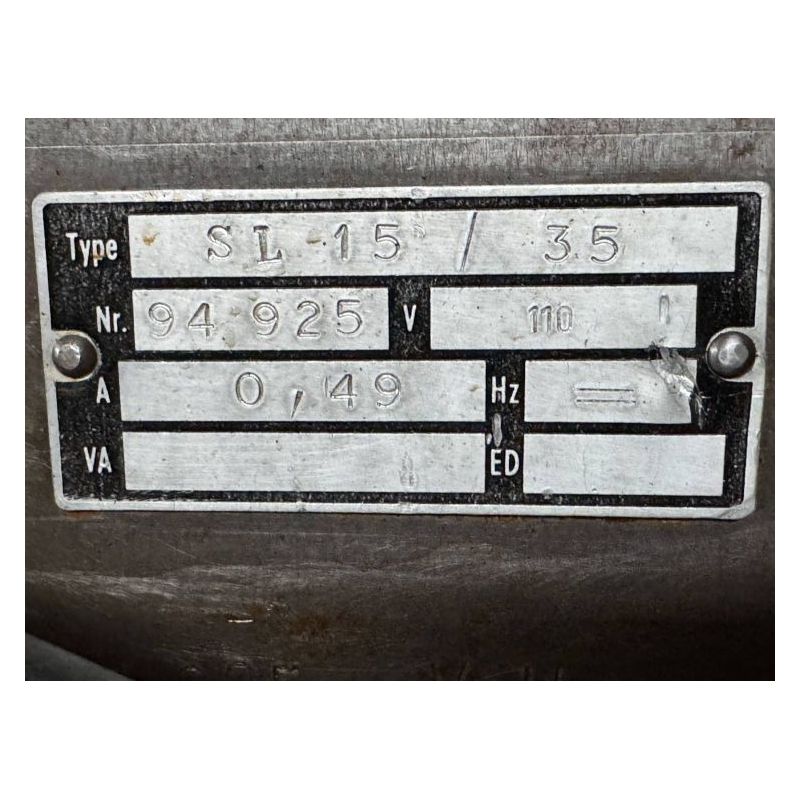 Type SL 15 / 35
Nr. 94 925 V 110
A 0,49 Hz =
VA ED